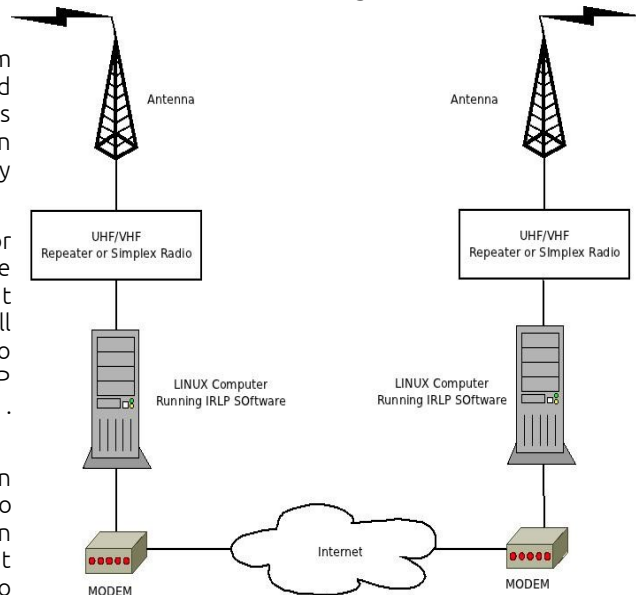 Antenna
Antenna
UHF/VHF
Repeater or SImplex Radio
UHF/VHF
Repeater or SImplex Radio
LINUX Computer
Running IRLP SOftware
LINUX Computer
Running IRLP SOftware
Internet
MODEM
MODEM